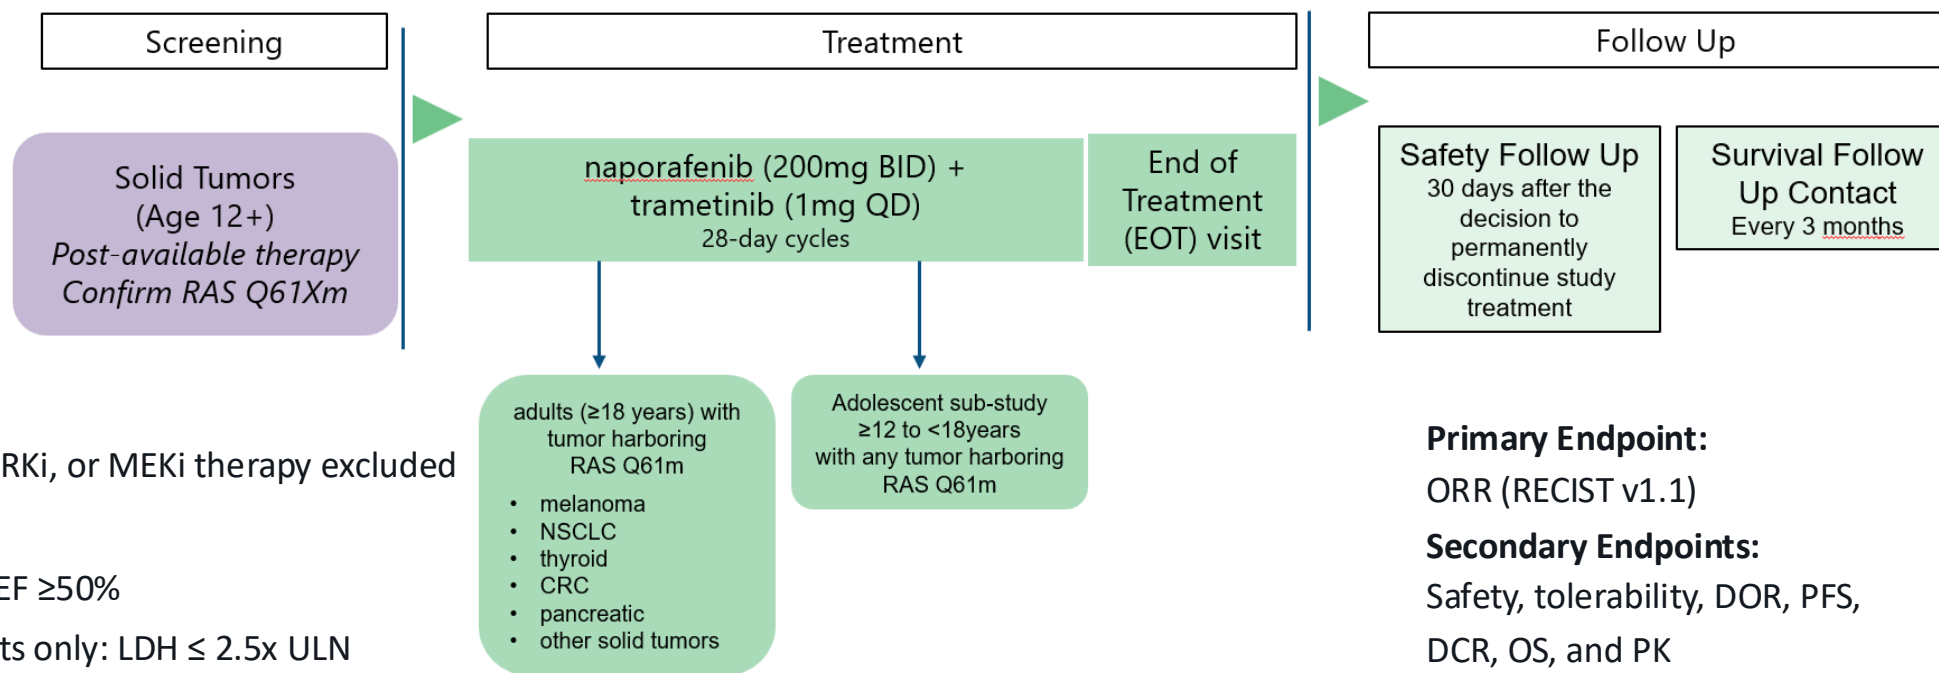 Screening
Treatment
Follow Up
Solid Tumors
(Age 12+)
Post-available therapy
Confirm RAS Q61Xm
naporafenib (200mg BID) +
trametinib (1mg QD)
28-day cycles
End of
Treatment
(EOT) visit
Safety Follow Up
30 days after the
decision to
permanently
discontinue study
treatment
Survival Follow
Up Contact
Every 3 months
adults (≥18 years) with
tumor harboring
RAS Q61m
• melanoma
• NSCLC
• thyroid
• CRC
• pancreatic
• other solid tumors
Adolescent sub-study
≥12 to <18years
with any tumor harboring
RAS Q61m
RKi, or MEKi therapy excluded
EF ≥50%
ts only: LDH ≤ 2.5x ULN
Primary Endpoint:
ORR (RECIST v1.1)
Secondary Endpoints:
Safety, tolerability, DOR, PFS,
DCR, OS, and PK